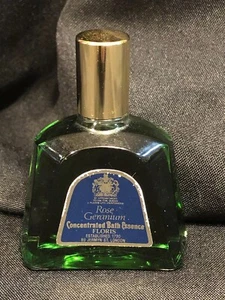 Rose
Geranium
Concentrated Bath Essence
FLORIS
ESTABLISHED 1730
89 JERMYN ST. LONDON